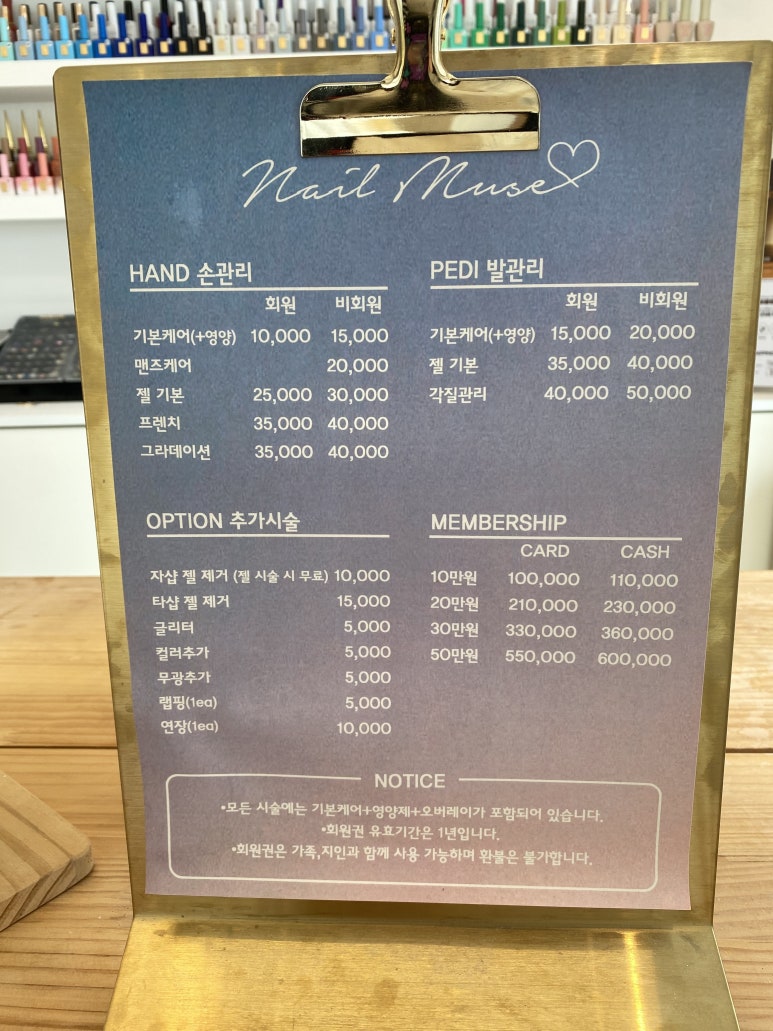 Nail Muse
HAND 손관리
회원 비회원
기본케어(+영양) 10,000 15,000
맨즈케어 20,000
젤 기본 25,000 30,000
프렌치 35,000 40,000
그라데이션 35,000 40,000
PEDI 발관리
회원 비회원
기본케어(+영양) 15,000 20,000
젤 기본 35,000 40,000
각질관리 40,000 50,000
OPTION 추가시술
자샵 젤 제거 (젤 시술 시 무료) 10,000
타샵 젤 제거 15,000
글리터 5,000
컬러추가 5,000
무광추가 5,000
랩핑(1ea) 5,000
연장(1ea) 10,000
MEMBERSHIP
CARD CASH
10만원 100,000 110,000
20만원 210,000 230,000
30만원 330,000 360,000
50만원 550,000 600,000
NOTICE
•모든 시술에는 기본케어+영양제+오버레이가 포함되어 있습니다.
•회원권 유효기간은 1년입니다.
•회원권은 가족,지인과 함께 사용 가능하며 환불은 불가합니다.